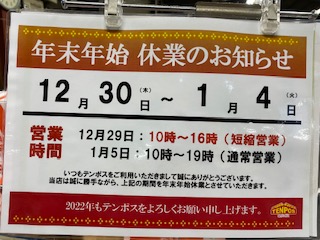 年末年始 休業のお知らせ
12月30日(木)~1月4日(火)
営業時間
12月29日:10時~16時(短縮営業)
1月5日:10時~19時(通常営業)
いつもテンポスをご利用いただきまして誠にありがとうございます。
当店は誠に勝手ながら、上記の期間を年末年始休業とさせていただきます。
2022年もテンポスをよろしくお願い申し上げます。
TENPOS